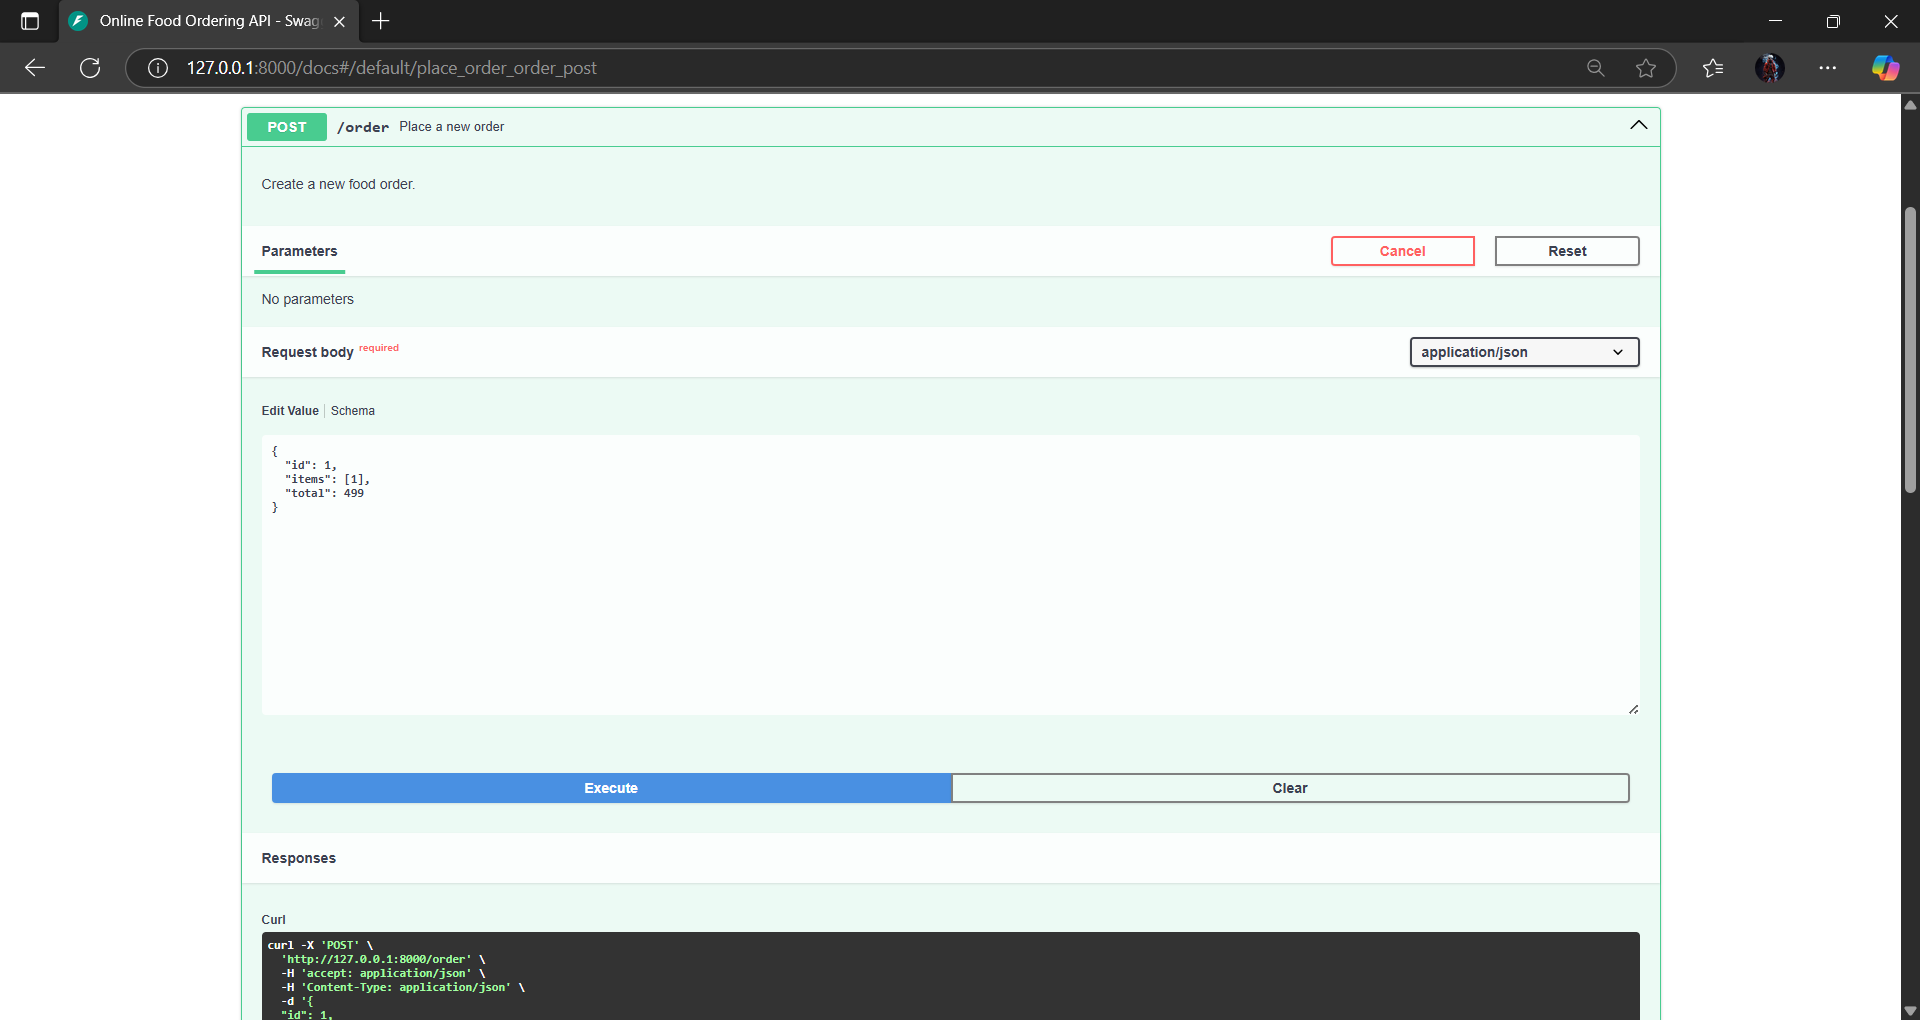 Online Food Ordering API - Swag
127.0.0.1:8000/docs#/default/place_order_order_post
POST /order Place a new order
Create a new food order.
Parameters
Cancel
Reset
No parameters
Request body required
application/json
Edit Value Schema
{
"id": 1,
"items": [1],
"total": 499
}
Execute
Clear
Responses
Curl
curl -X 'POST' \
'http://127.0.0.1:8000/order' \
-H 'accept: application/json' \
-H 'Content-Type: application/json' \
-d '{
"id": 1,